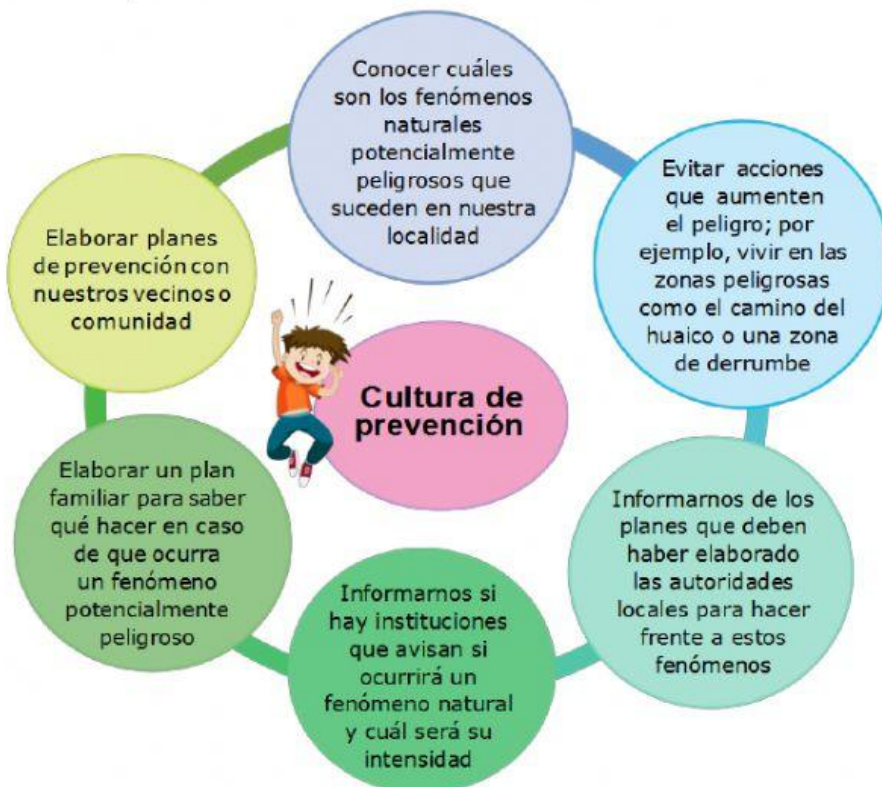 Conocer cuáles
son los fenómenos
naturales
potencialmente
peligrosos que
suceden en nuestra
localidad
Evitar acciones
que aumenten
el peligro; por
ejemplo, vivir en las
zonas peligrosas
como el camino del
huaico o una zona
de derrumbe
Informarnos de los
planes que deben
haber elaborado
las autoridades
locales para hacer
frente a estos
fenómenos
Informarnos si
hay instituciones
que avisan si
ocurrirá un
fenómeno natural
y cuál será su
intensidad
Elaborar un plan
familiar para saber
qué hacer en caso
de que ocurra
un fenómeno
potencialmente
peligroso
Elaborar planes
de prevención con
nuestros vecinos o
comunidad
Cultura de
prevención